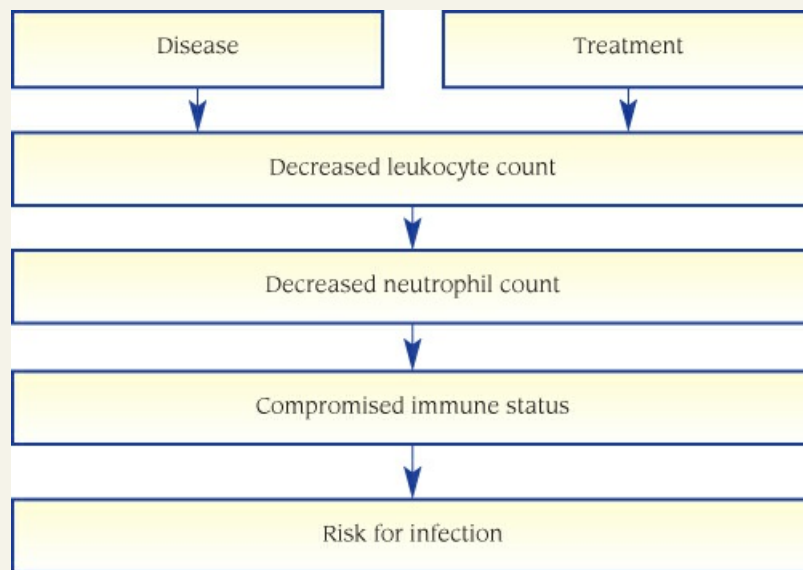 Disease
Treatment
Decreased leukocyte count
Decreased neutrophil count
Compromised immune status
Risk for infection